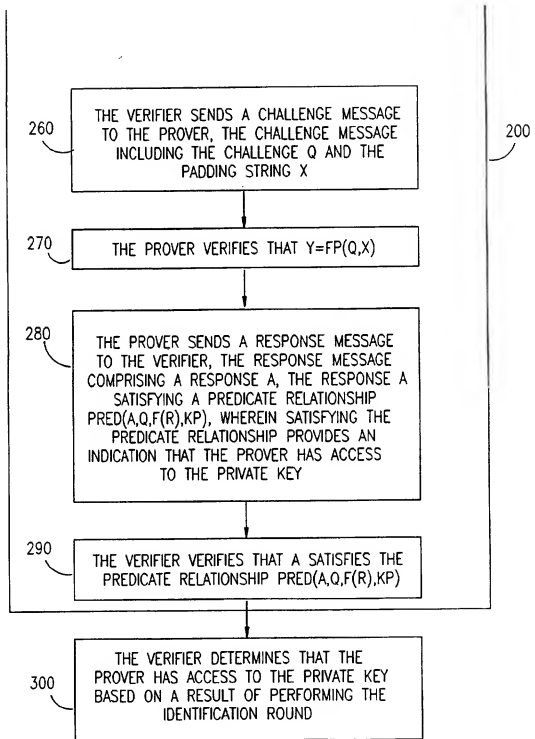 260
THE VERIFIER SENDS A CHALLENGE MESSAGE
TO THE PROVER, THE CHALLENGE MESSAGE
INCLUDING THE CHALLENGE Q AND THE
PADDING STRING X
200
270
THE PROVER VERIFIES THAT Y=FP(Q,X)
280
THE PROVER SENDS A RESPONSE MESSAGE
TO THE VERIFIER, THE RESPONSE MESSAGE
COMPRISING A RESPONSE A, THE RESPONSE A
SATISFYING A PREDICATE RELATIONSHIP
PRED(A,Q,F(R),KP), WHEREIN SATISFYING THE
PREDICATE RELATIONSHIP PROVIDES AN
INDICATION THAT THE PROVER HAS ACCESS
TO THE PRIVATE KEY
290
THE VERIFIER VERIFIES THAT A SATISFIES THE
PREDICATE RELATIONSHIP PRED(A,Q,F(R),KP)
300
THE VERIFIER DETERMINES THAT THE
PROVER HAS ACCESS TO THE PRIVATE KEY
BASED ON A RESULT OF PERFORMING THE
IDENTIFICATION ROUND